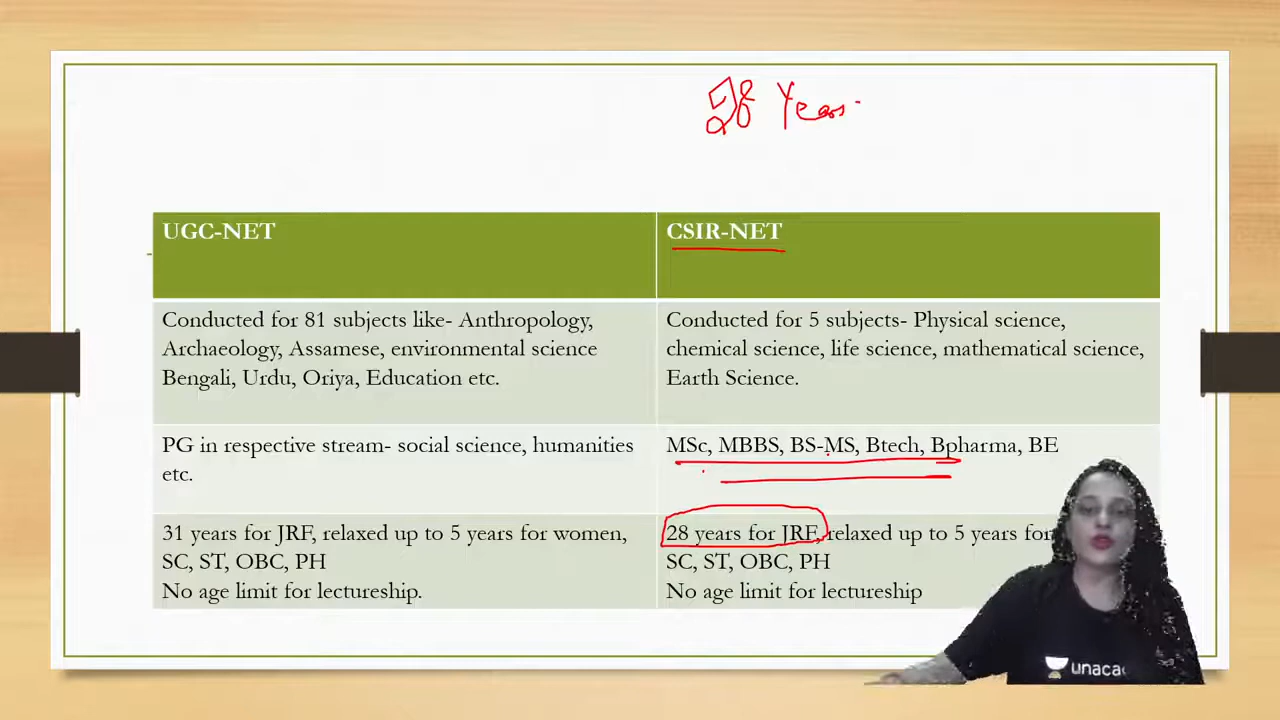 28 Years.
UGC-NET
CSIR-NET
Conducted for 81 subjects like- Anthropology,
Archaeology, Assamese, environmental science
Bengali, Urdu, Oriya, Education etc.
Conducted for 5 subjects- Physical science,
chemical science, life science, mathematical science,
Earth Science.
PG in respective stream- social science, humanities
etc.
MSc, MBBS, BS-MS, Btech, Bpharma, BE
31 years for JRF, relaxed up to 5 years for women,
SC, ST, OBC, PH
No age limit for lectureship.
28 years for JRF, relaxed up to 5 years for
SC, ST, OBC, PH
No age limit for lectureship
unaca